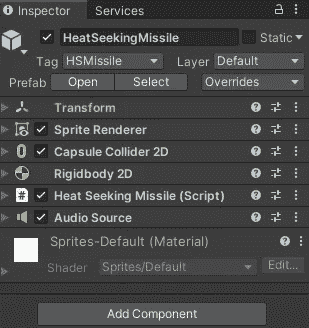 Inspector Services
HeatSeekingMissile Static
Tag HSMissile Layer Default
Prefab Open Select Overrides
Transform
Sprite Renderer
Capsule Collider 2D
Rigidbody 2D
# Heat Seeking Missile (Script)
Audio Source
Sprites-Default (Material)
Shader Sprites/Default Edit...
Add Component